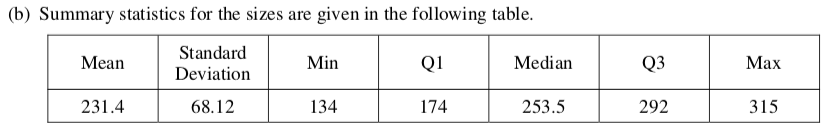 (b) Summary statistics for the sizes are given in the following table.
Mean Standard Deviation Min Q1 Median Q3 Max
231.4 68.12 134 174 253.5 292 315